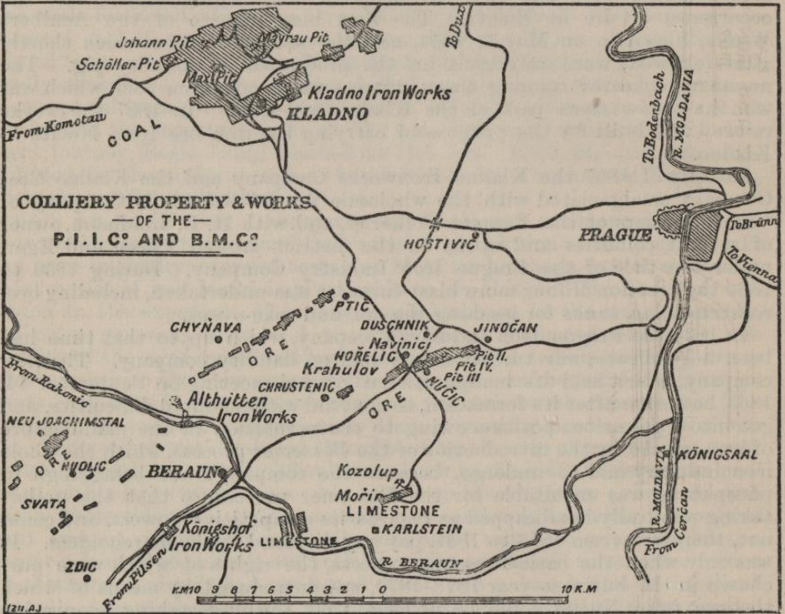 To Dux
Johann Pit
Mayrau Pit
Schöller Pit
Max Pit
Kladno Iron Works
KLADNO
From Komotau
COAL
To Bodenbach
R. MOLDAVIA
COLLIERY PROPERTY & WORKS
—OF THE—
P.I.I.Cº AND B.M.Cº
HOSTIVIČ
PRAGUE
To Brünn
To Vienna
PTIC
CHYŇAVA
ORE
DUSCHNIK
JINOČAN
Navinici
HOŘELIC
Krahulov
Pit II.
Pit IV.
Pit III
NUČIC
CHRUSTENIC
ORE
From Rakonic
Althütten
Iron Works
NEU JOACHIMSTAL
ORE
HUDLIC
BERAUN
SVATA
Kozolup
Mořin
LIMESTONE
KARLSTEIN
KÖNIGSAAL
R. MOLDAVIA
From Cerčan
Königshof
Iron Works
LIMESTONE
ZDIC
From Pilsen
R. BERAUN
KM10 9 8 7 6 5 4 3 2 1 0 10 K.M